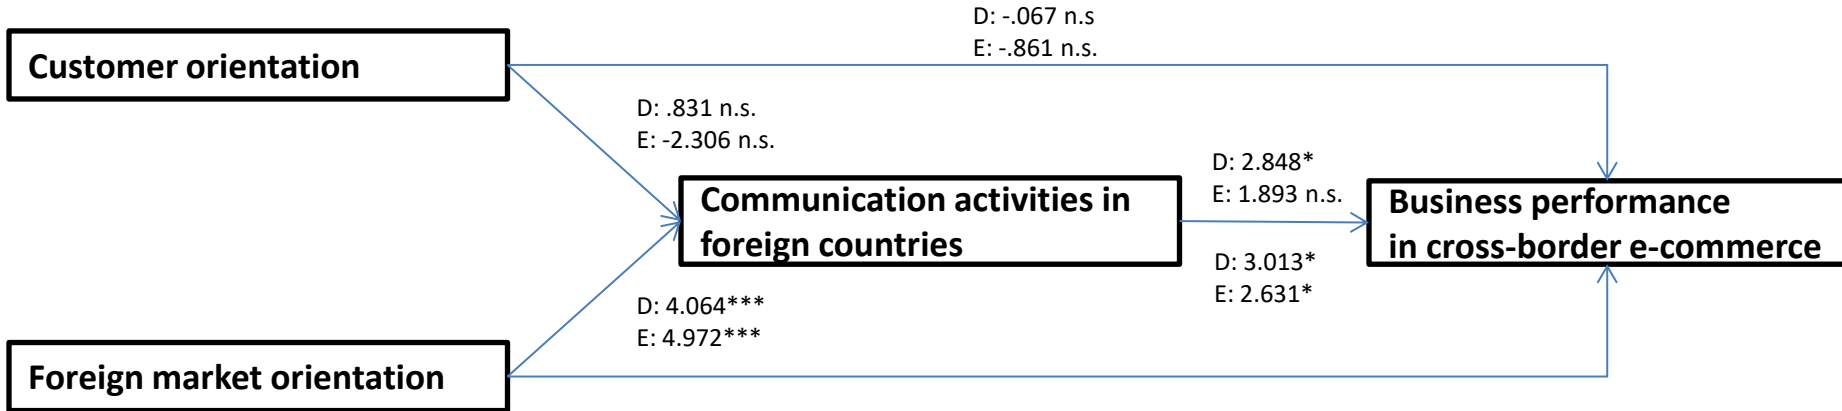 D: -.067 n.s
E: -.861 n.s.
Customer orientation
D: .831 n.s.
E: -2.306 n.s.
D: 2.848*
E: 1.893 n.s.
Communication activities in
foreign countries
Business performance
in cross-border e-commerce
D: 3.013*
E: 2.631*
D: 4.064***
E: 4.972***
Foreign market orientation